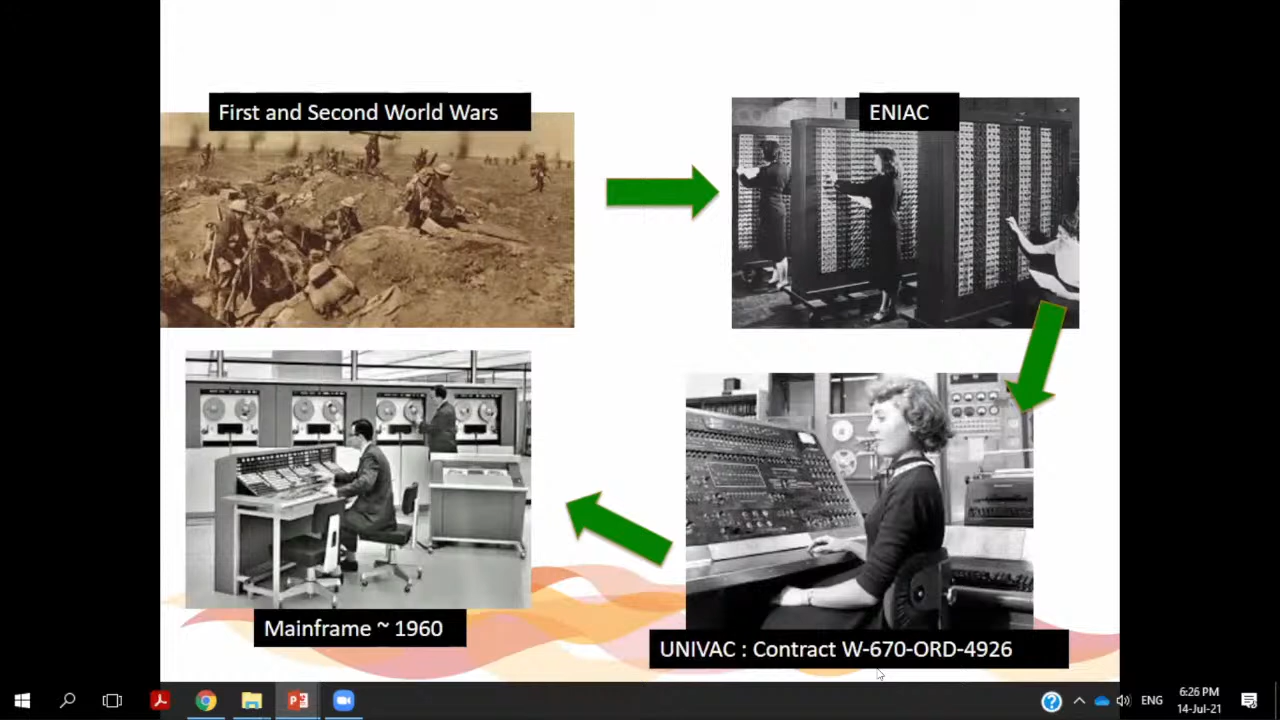 First and Second World Wars
ENIAC
Mainframe ~ 1960
UNIVAC : Contract W-670-ORD-4926
ENG
6:26 PM
14-Jul-21